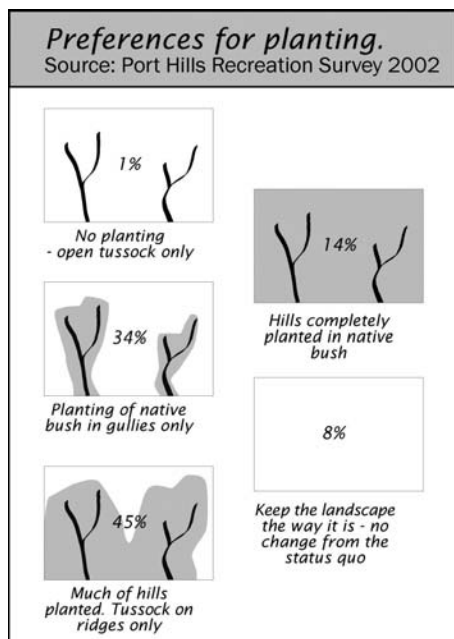 Preferences for planting.
Source: Port Hills Recreation Survey 2002
1%
No planting
- open tussock only
34%
Planting of native
bush in gullies only
45%
Much of hills
planted. Tussock on
ridges only
14%
Hills completely
planted in native
bush
8%
Keep the landscape
the way it is - no
change from the
status quo